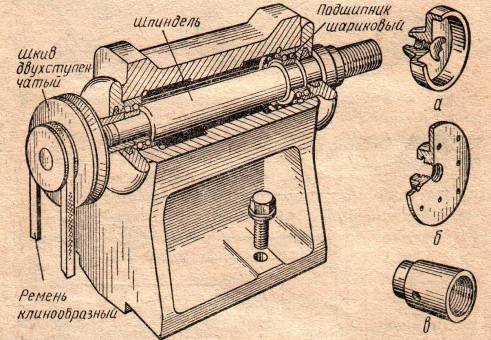 Шпиндель
Подшипник
шариковый
Шкив
двухступен
чатый
а
б
Ремень
клинообразный
в